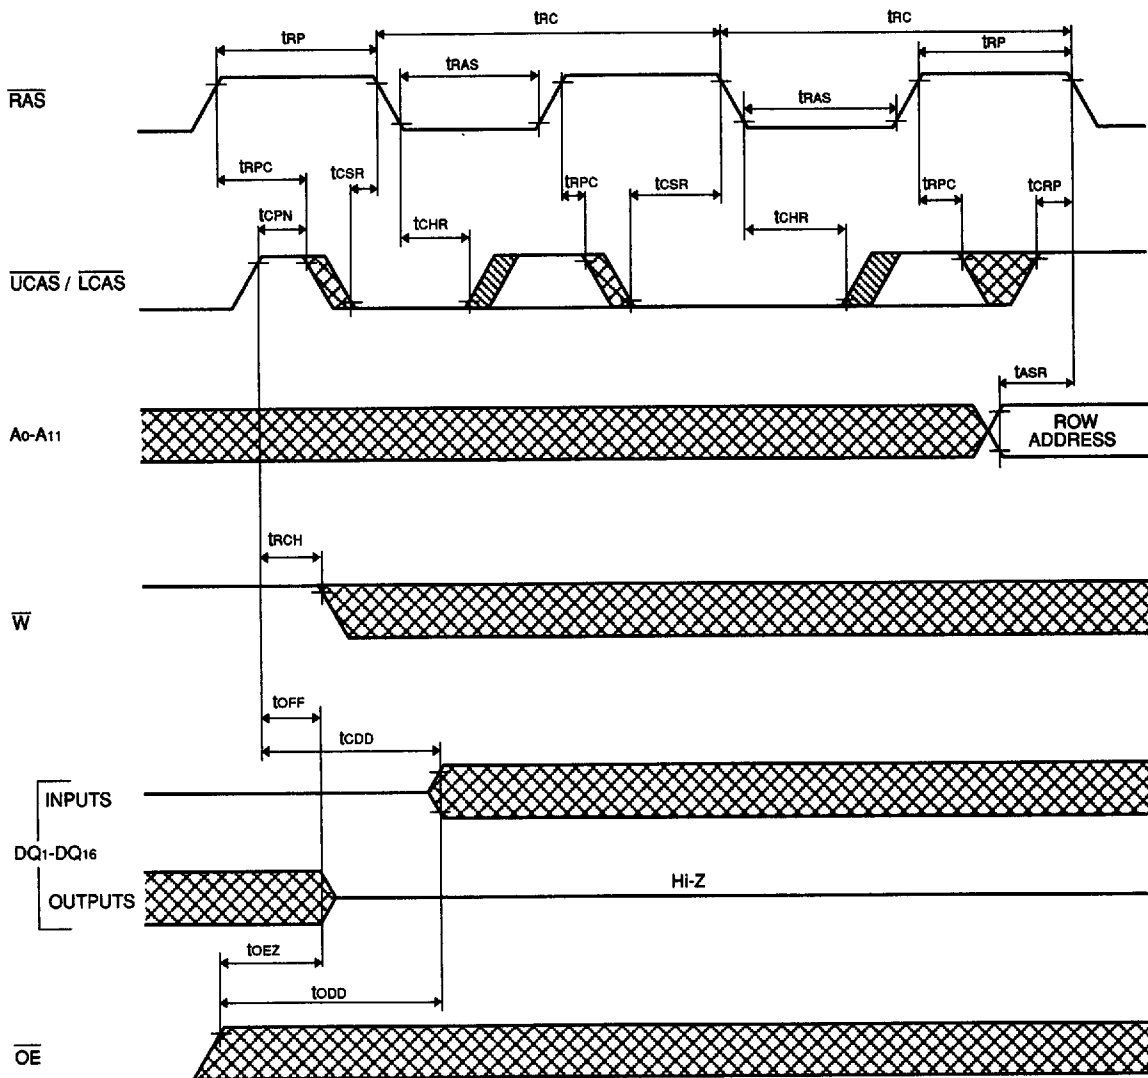 tRC tRC
tRP tRP
tRAS tRAS
RAS
tRPC tCSR tRPC tCSR tRPC tCRP
tCPN tCHR tCHR
UCAS / LCAS
tASR
A0-A11 ROW
ADDRESS
tRCH
W
tOFF
tCDD
INPUTS
DQ1-DQ16
Hi-Z
OUTPUTS
tOEZ
tODD
OE